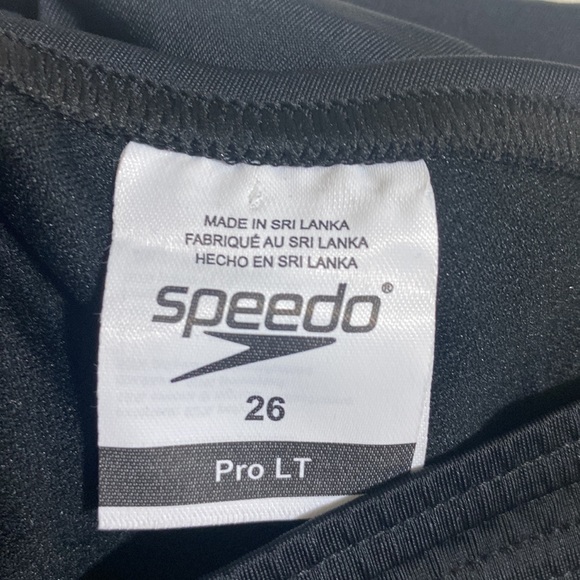 MADE IN SRI LANKA
FABRIQUÉ AU SRI LANKA
HECHO EN SRI LANKA
speedo®
26
Pro LT